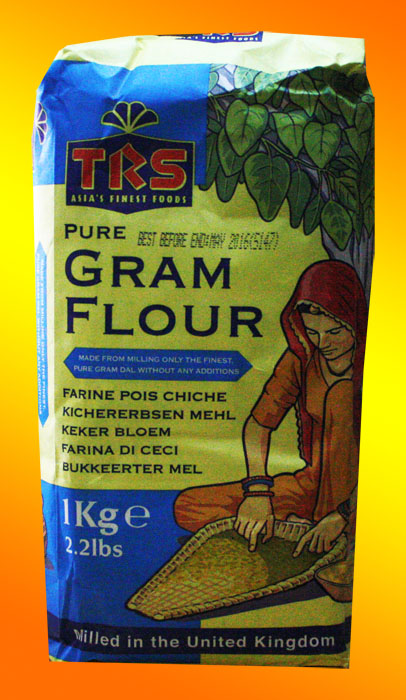 TRS
ASIA'S FINEST FOODS
PURE
BEST BEFORE END:MAY 2016(5147)
GRAM
FLOUR
MADE FROM MILLING ONLY THE FINEST,
PURE GRAM DAL WITHOUT ANY ADDITIONS
FARINE POIS CHICHE
KICHERERBSEN MEHL
KEKER BLOEM
FARINA DI CECI
BUKKEERTER MEL
1Kg e
2.2lbs
Milled in the United Kingdom